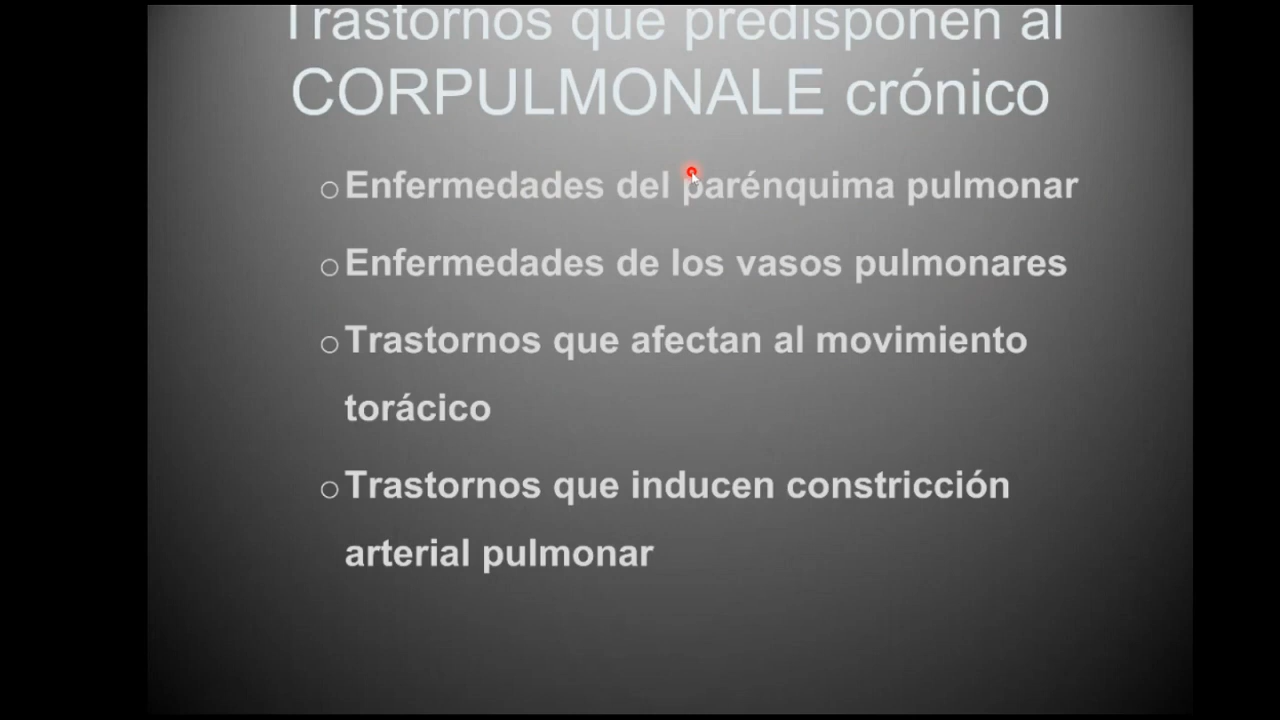 Trastornos que predisponen al
CORPULMONALE crónico
Enfermedades del parénquima pulmonar
Enfermedades de los vasos pulmonares
Trastornos que afectan al movimiento
torácico
Trastornos que inducen constricción
arterial pulmonar